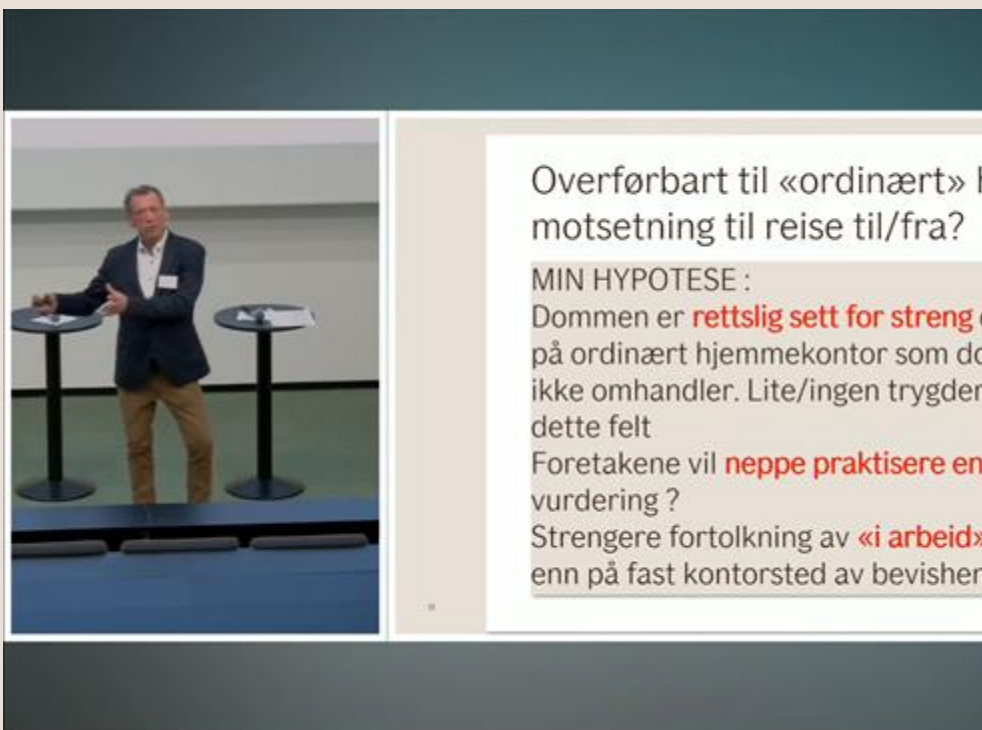 Overførbart til «ordinært» h
motsetning til reise til/fra?
MIN HYPOTESE :
Dommen er rettslig sett for streng
på ordinært hjemmekontor som do
ikke omhandler. Lite/ingen trygder
dette felt
Foretakene vil neppe praktisere en
vurdering ?
Strengere fortolkning av «i arbeid»
enn på fast kontorsted av bevisher